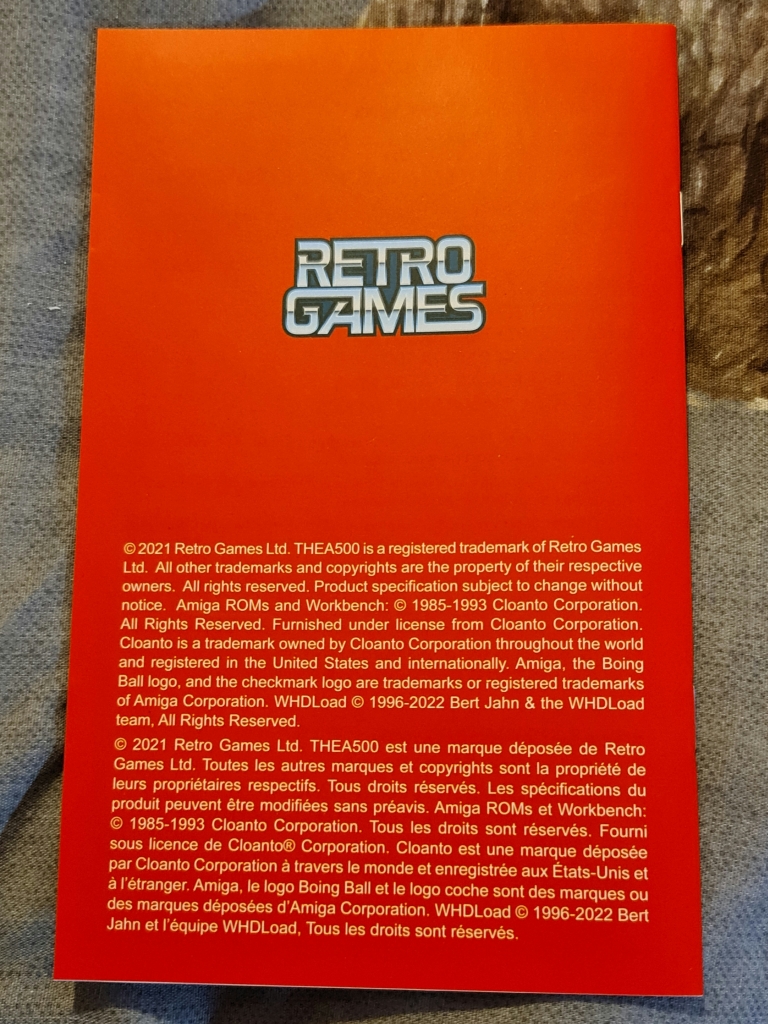 RETRO
GAMES
© 2021 Retro Games Ltd. THEA500 is a registered trademark of Retro Games
Ltd. All other trademarks and copyrights are the property of their respective
owners. All rights reserved. Product specification subject to change without
notice. Amiga ROMs and Workbench: © 1985-1993 Cloanto Corporation.
All Rights Reserved. Furnished under license from Cloanto Corporation.
Cloanto is a trademark owned by Cloanto Corporation throughout the world
and registered in the United States and internationally. Amiga, the Boing
Ball logo, and the checkmark logo are trademarks or registered trademarks
of Amiga Corporation. WHDLoad © 1996-2022 Bert Jahn & the WHDLoad
team, All Rights Reserved.
© 2021 Retro Games Ltd. THEA500 est une marque déposée de Retro
Games Ltd. Toutes les autres marques et copyrights sont la propriété de
leurs propriétaires respectifs. Tous droits réservés. Les spécifications du
produit peuvent être modifiées sans préavis. Amiga ROMs et Workbench:
© 1985-1993 Cloanto Corporation. Tous les droits sont réservés. Fourni
sous licence de Cloanto® Corporation. Cloanto est une marque déposée
par Cloanto Corporation à travers le monde et enregistrée aux États-Unis et
à l'étranger. Amiga, le logo Boing Ball et le logo coche sont des marques ou
des marques déposées d'Amiga Corporation. WHDLoad © 1996-2022 Bert
Jahn et l'équipe WHDLoad, Tous les droits sont réservés.